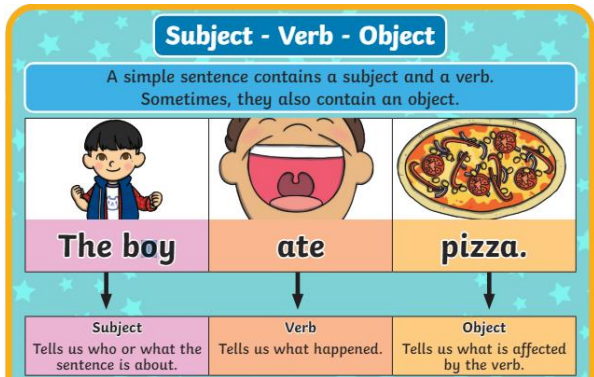 Subject - Verb - Object
A simple sentence contains a subject and a verb.
Sometimes, they also contain an object.
The boy
ate
pizza.
Subject
Tells us who or what the
sentence is about.
Verb
Tells us what happened.
Object
Tells us what is affected
by the verb.